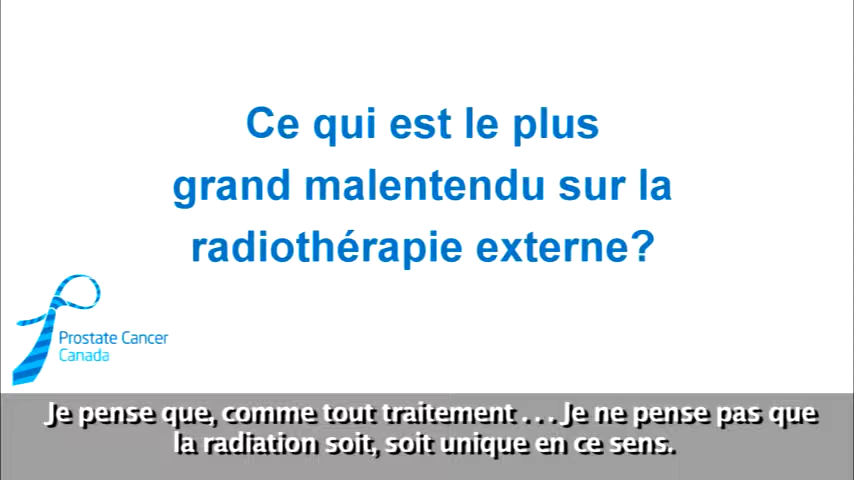 Ce qui est le plus
grand malentendu sur la
radiothérapie externe?
Prostate Cancer
Canada
Je pense que, comme tout traitement . . . Je ne pense pas que
la radiation soit, soit unique en ce sens.